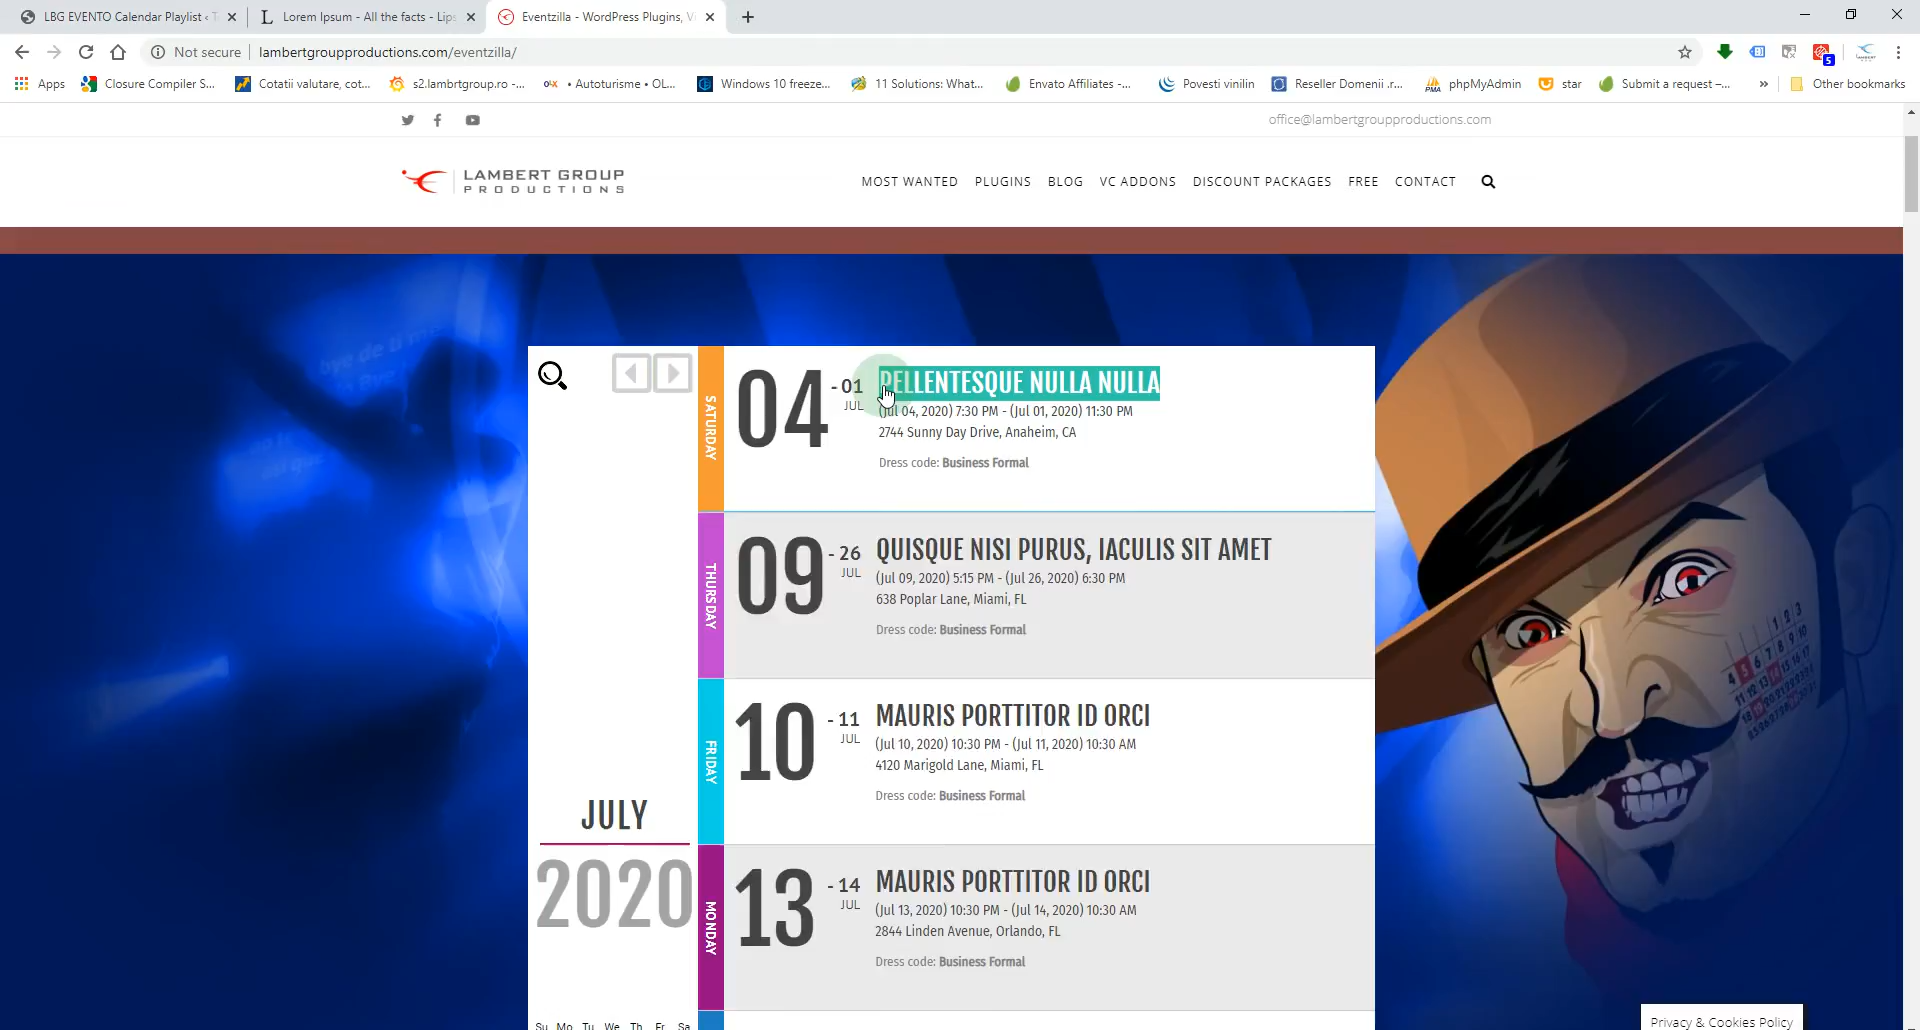 LBG EVENTO Calendar Playlist ‹ T
Lorem Ipsum - All the facts - Lips
Eventzilla - WordPress Plugins, Vi
Not secure
lambertgroupproductions.com/eventzilla/
5
Apps
Closure Compiler S...
Cotatii valutare, cot...
s2.lambrtgroup.ro -...
• Autoturisme • OL...
Windows 10 freeze...
11 Solutions: What...
Envato Affiliates –...
Povesti vinilin
Reseller Domenii .r...
phpMyAdmin
star
Submit a request –...
»
Other bookmarks
office@lambertgroupproductions.com
LAMBERT GROUP
PRODUCTIONS
MOST WANTED
PLUGINS
BLOG
VC ADDONS
DISCOUNT PACKAGES
FREE
CONTACT
SATURDAY
04
- 01
JUL
PELLENTESQUE NULLA NULLA
(Jul 04, 2020) 7:30 PM - (Jul 01, 2020) 11:30 PM
2744 Sunny Day Drive, Anaheim, CA
Dress code: Business Formal
THURSDAY
09
- 26
JUL
QUISQUE NISI PURUS, IACULIS SIT AMET
(Jul 09, 2020) 5:15 PM - (Jul 26, 2020) 6:30 PM
638 Poplar Lane, Miami, FL
Dress code: Business Formal
FRIDAY
10
- 11
JUL
MAURIS PORTTITOR ID ORCI
(Jul 10, 2020) 10:30 PM - (Jul 11, 2020) 10:30 AM
4120 Marigold Lane, Miami, FL
Dress code: Business Formal
JULY
2020
MONDAY
13
- 14
JUL
MAURIS PORTTITOR ID ORCI
(Jul 13, 2020) 10:30 PM - (Jul 14, 2020) 10:30 AM
2844 Linden Avenue, Orlando, FL
Dress code: Business Formal
Su Mo Tu We Th Fr Sa
Privacy & Cookies Policy